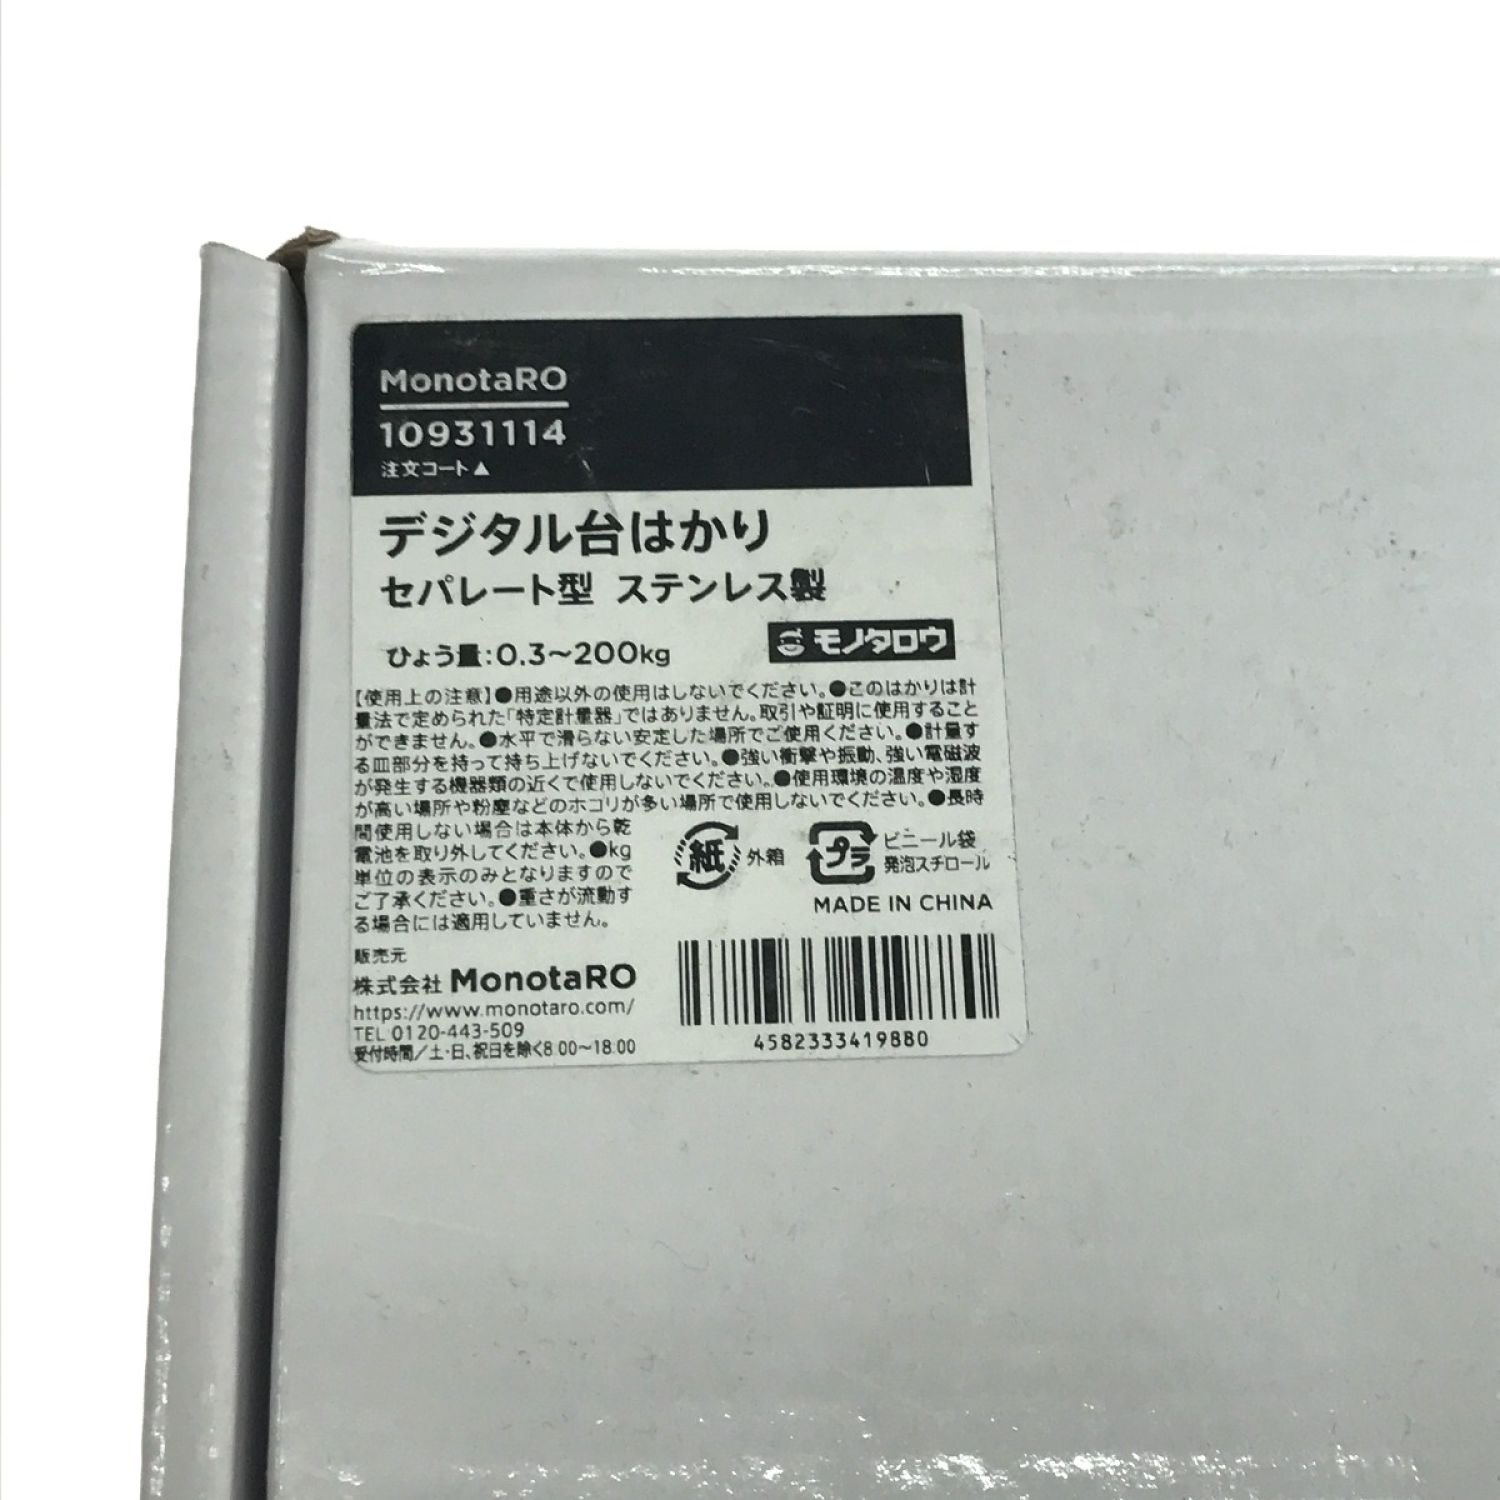 MonotaRO
10931114
注文コード▲
デジタル台はかり
セパレート型 ステンレス製
ひょう量:0.3〜200kg
モノタロウ
【使用上の注意】●用途以外の使用はしないでください。●このはかりは計
量法で定められた「特定計量器」ではありません。取引や証明に使用すること
ができません。●水平で滑らない安定した場所でご使用ください。●計量す
る皿部分を持って持ち上げないでください。●強い衝撃や振動、強い電磁波
が発生する機器類の近くで使用しないでください。●使用環境の温度や湿度
が高い場所や粉塵などのホコリが多い場所で使用しないでください。●長時
間使用しない場合は本体から乾
電池を取り外してください。●kg
単位の表示のみとなりますので
ご了承ください。●重さが流動す
る場合には適用していません。
紙 外箱
プラ ビニール袋
発泡スチロール
MADE IN CHINA
販売元
株式会社 MonotaRO
https://www.monotaro.com/
TEL 0120-443-509
受付時間/土・日、祝日を除く8:00〜18:00
4582333419880